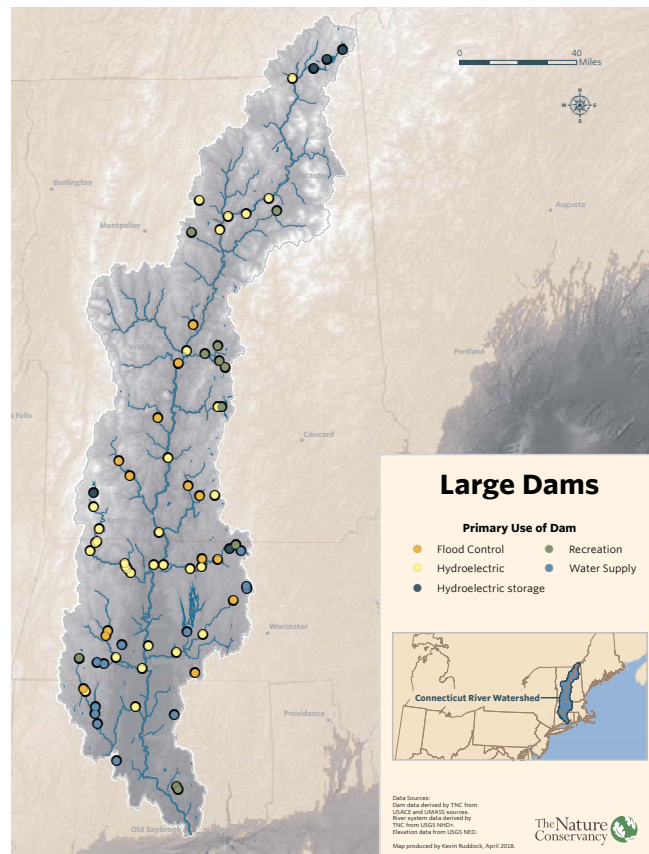 0
40
Miles
N
W
E
S
Burlington
Augusta
Montpelier
Portland
s Falls
Concord
Worcester
Providence
Old Saybrook
Large Dams
Primary Use of Dam
Flood Control
Recreation
Hydroelectric
Water Supply
Hydroelectric storage
Connecticut River Watershed
Data Sources:
Dam data derived by TNC from
USACE and UMASS sources.
River system data derived by
TNC from USGS NHD+.
Elevation data from USGS NED.
Map produced by Kevin Ruddock, April 2018.
The Nature
Conservancy